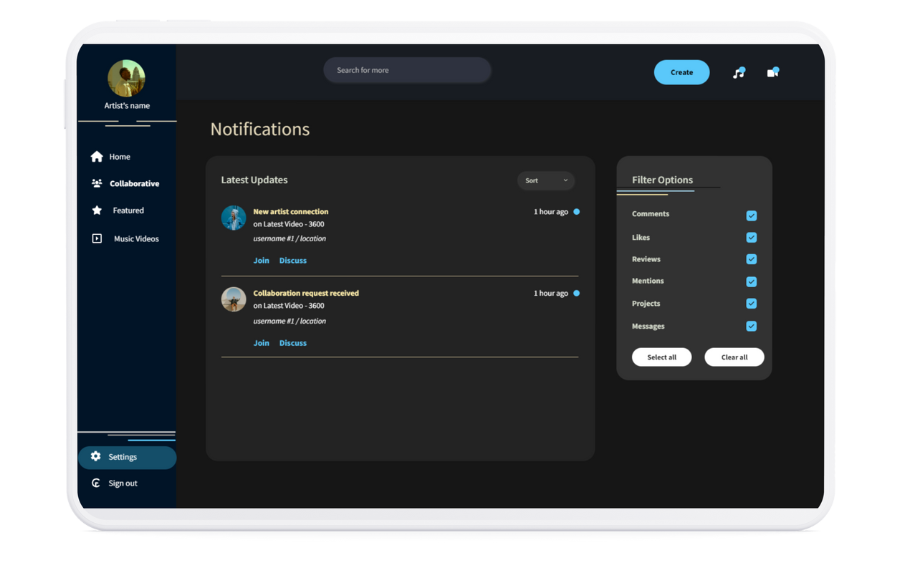 Artist's name
Home
Collaborative
Featured
Music Videos
Settings
Sign out
Search for more
Create
Notifications
Latest Updates
Sort
New artist connection
1 hour ago
on Latest Video - 3600
username #1 / location
Join Discuss
Collaboration request received
1 hour ago
on Latest Video - 3600
username #1 / location
Join Discuss
Filter Options
Comments
Likes
Reviews
Mentions
Projects
Messages
Select all
Clear all